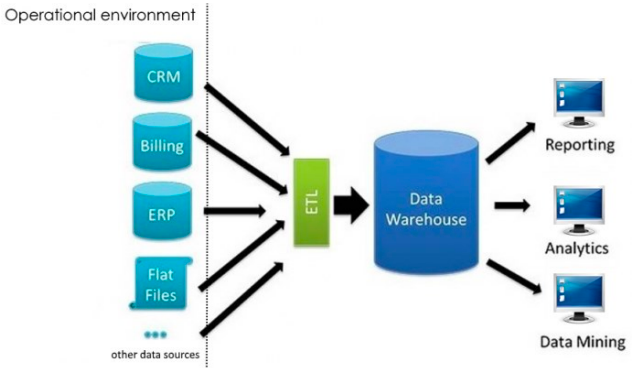 Operational environment
CRM
Billing
ERP
Flat
Files
other data sources
ETL
Data
Warehouse
Reporting
Analytics
Data Mining